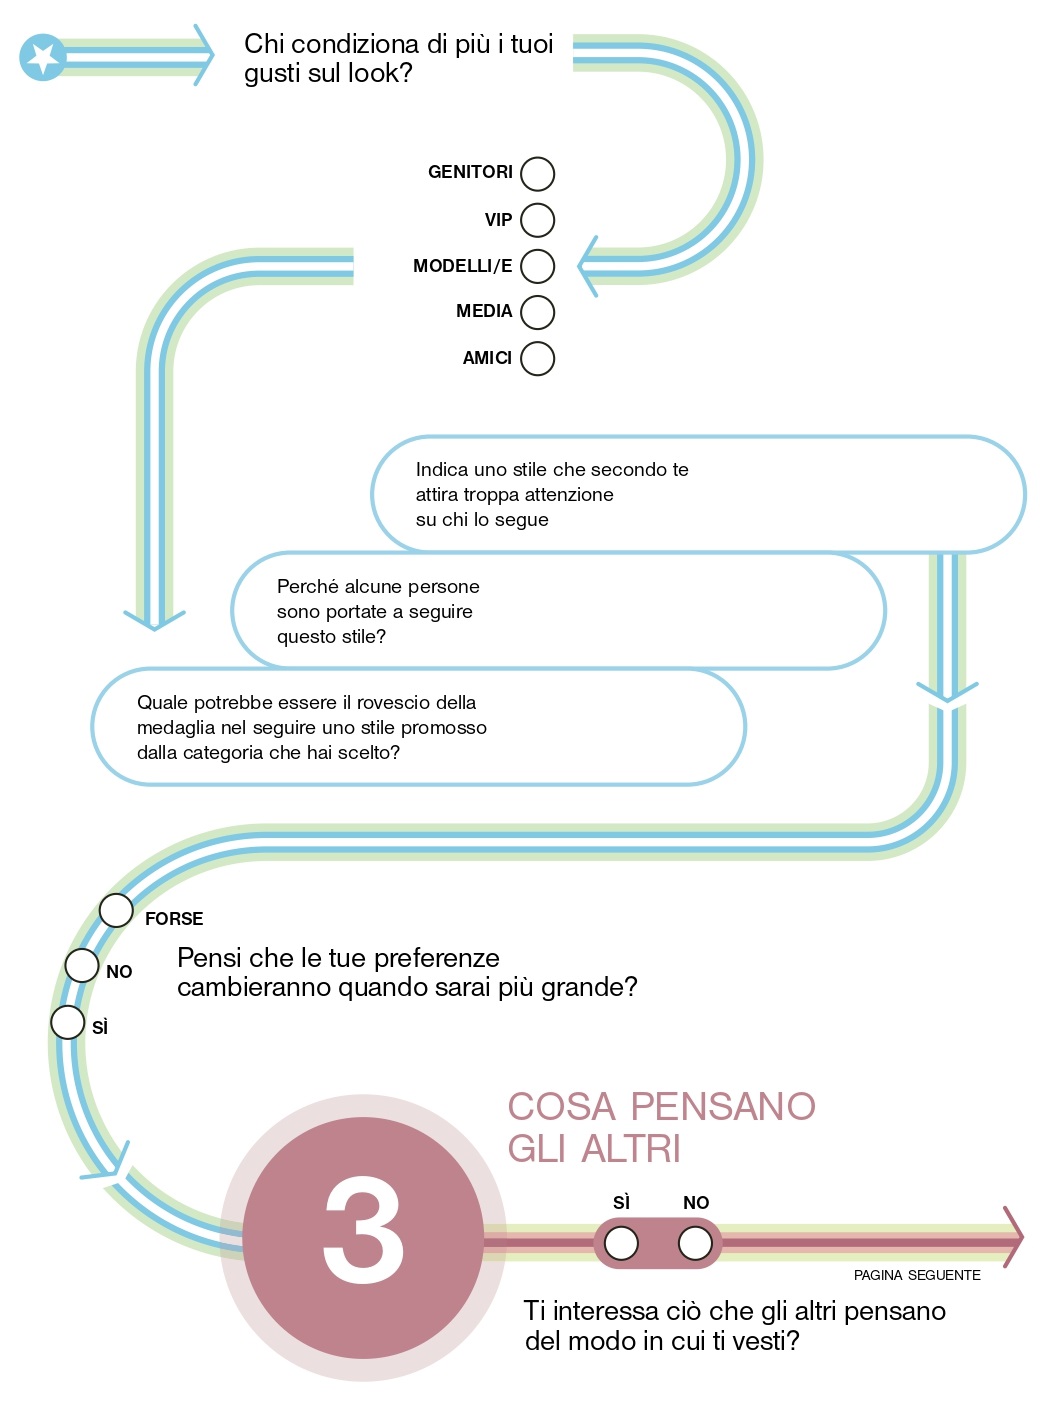 Chi condiziona di più i tuoi
gusti sul look?
GENITORI
VIP
MODELLI/E
MEDIA
AMICI
Indica uno stile che secondo te
attira troppa attenzione
su chi lo segue
Perché alcune persone
sono portate a seguire
questo stile?
Quale potrebbe essere il rovescio della
medaglia nel seguire uno stile promosso
dalla categoria che hai scelto?
FORSE
NO
SÌ
Pensi che le tue preferenze
cambieranno quando sarai più grande?
3
COSA PENSANO
GLI ALTRI
SÌ NO
PAGINA SEGUENTE
Ti interessa ciò che gli altri pensano
del modo in cui ti vesti?